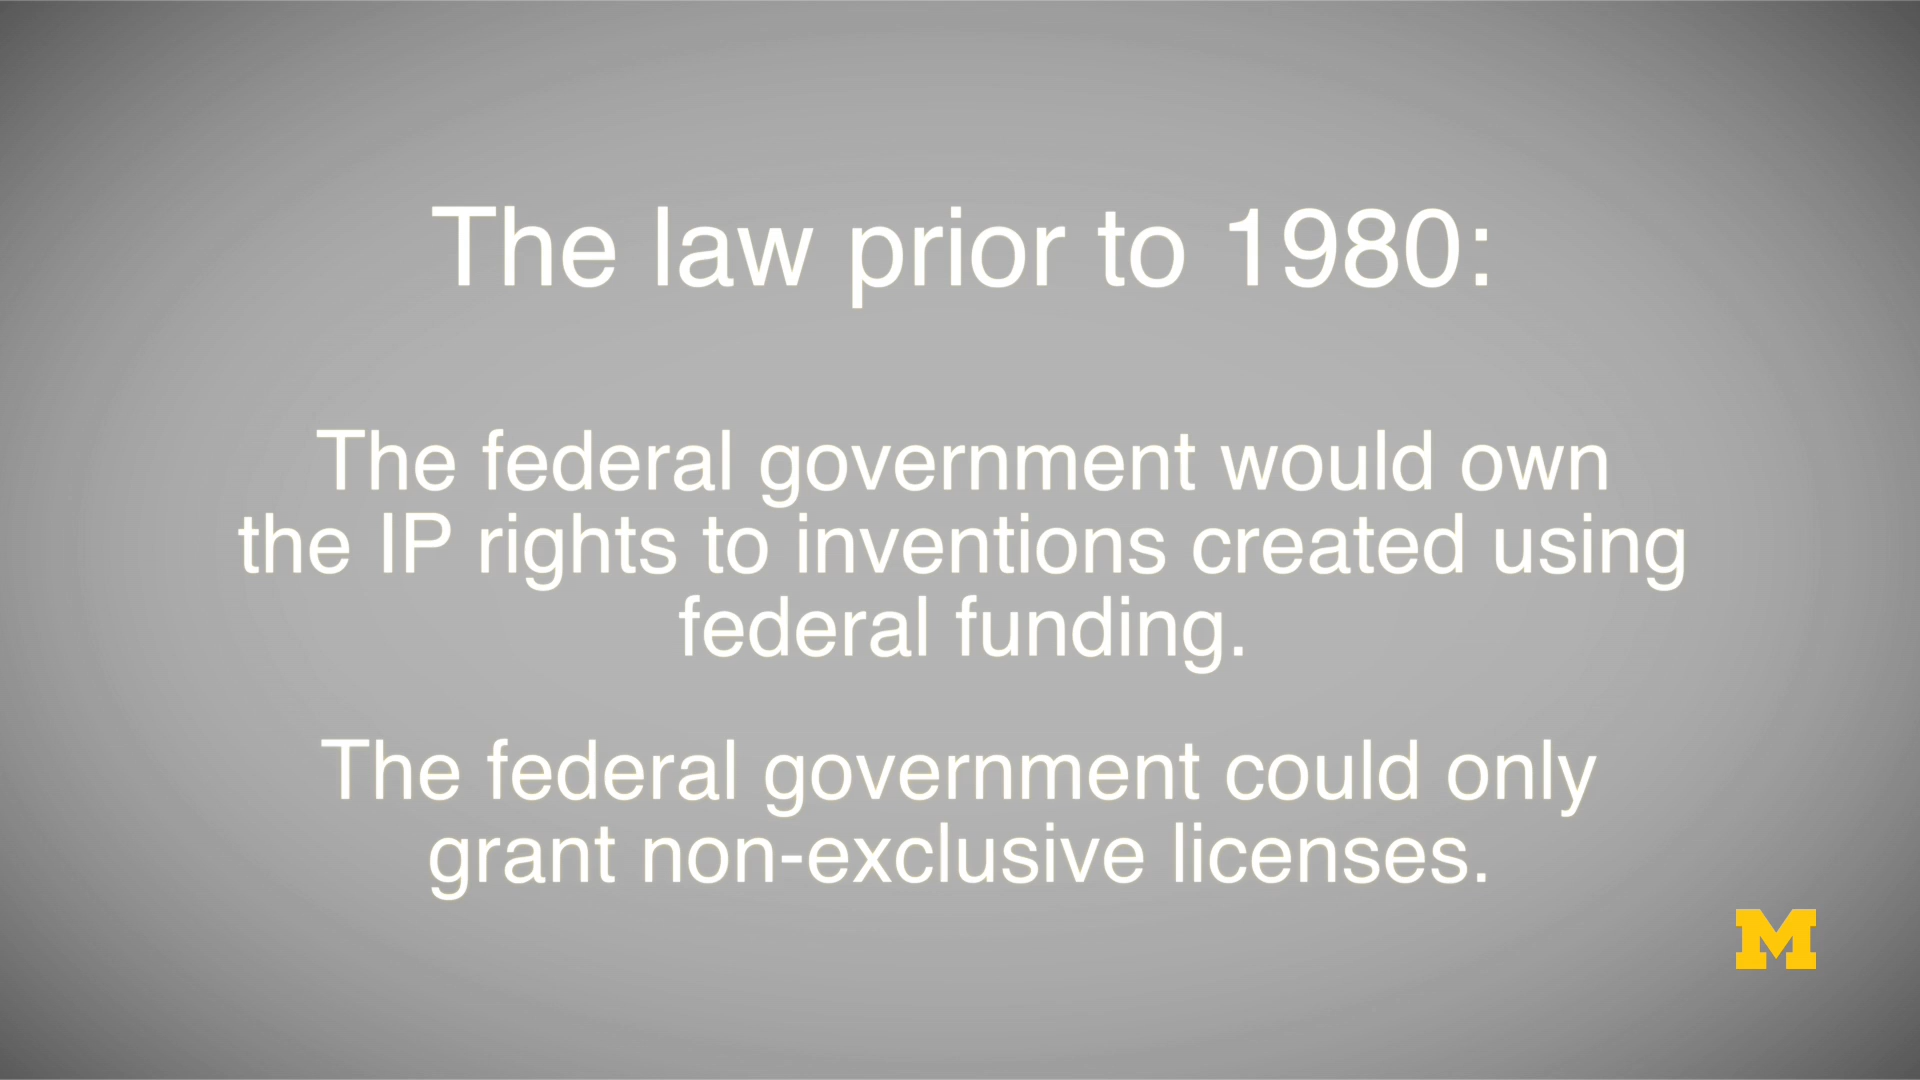 The law prior to 1980:
The federal government would own
the IP rights to inventions created using
federal funding.
The federal government could only
grant non-exclusive licenses.
M